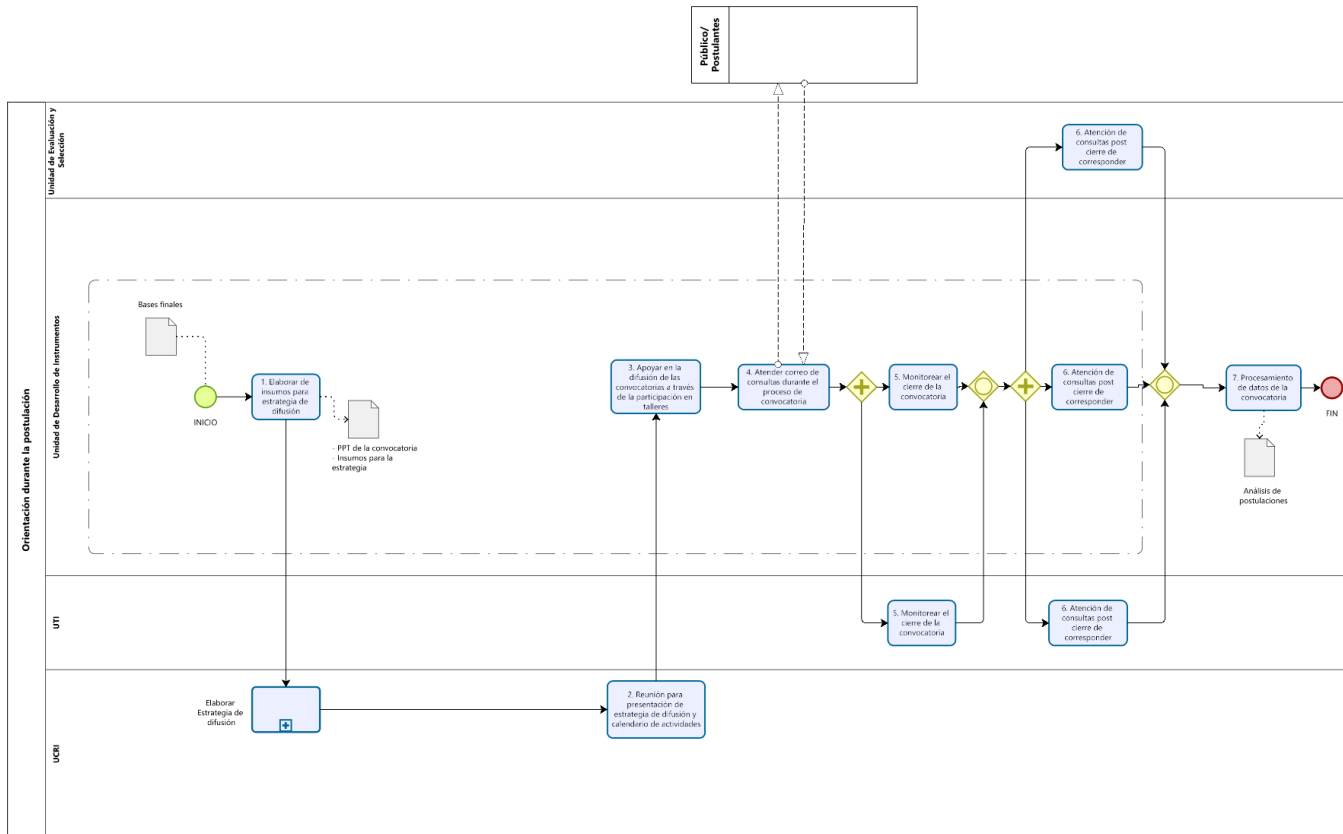 Público/
Postulantes
Orientación durante la postulación
Unidad de Evaluación y
Selección
6. Atención de
consultas post
cierre de
corresponder
Unidad de Desarrollo de Instrumentos
Bases finales
INICIO
1. Elaborar de
insumos para
estrategia de
difusión
- PPT de la convocatoria
- Insumos para la
estrategia
3. Apoyar en la
difusión de las
convocatorias a través
de la participación en
talleres
4. Atender correo de
consultas durante el
proceso de
convocatoria
5. Monitorear el
cierre de la
convocatoria
6. Atención de
consultas post
cierre de
corresponder
7. Procesamiento
de datos de la
convocatoria
FIN
Análisis de
postulaciones
UTI
5. Monitorear el
cierre de la
convocatoria
6. Atención de
consultas post
cierre de
corresponder
UCRI
Elaborar
Estrategia de
difusión
2. Reunión para
presentación de
estrategia de difusión y
calendario de actividades